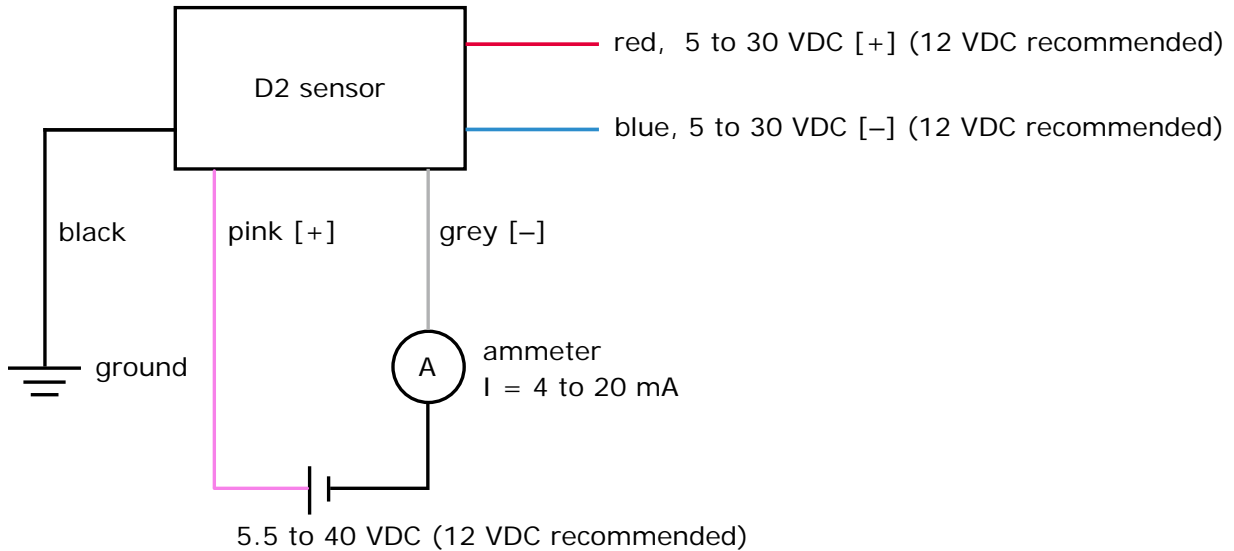 red,  5 to 30 VDC [+] (12 VDC recommended)
D2 sensor
blue, 5 to 30 VDC [–] (12 VDC recommended)
black
pink [+]
grey [–]
A
ammeter
I = 4 to 20 mA
ground
5.5 to 40 VDC (12 VDC recommended)